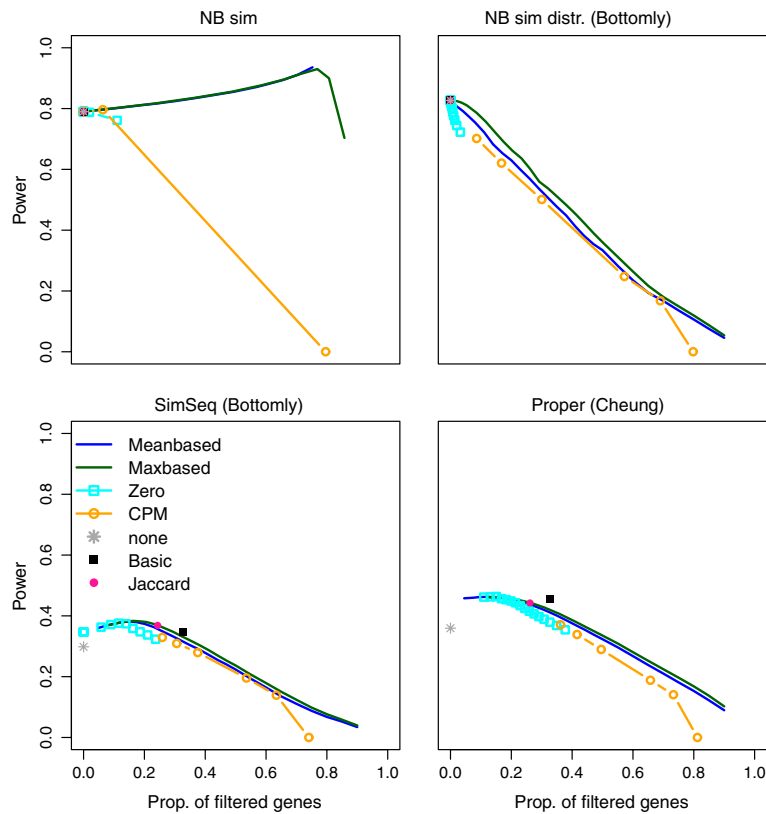 NB sim
NB sim distr. (Bottomly)
Power
0.0 0.2 0.4 0.6 0.8 1.0
SimSeq (Bottomly)
Proper (Cheung)
Power
0.0 0.2 0.4 0.6 0.8 1.0
Meanbased
Maxbased
Zero
CPM
none
Basic
Jaccard
0.0 0.2 0.4 0.6 0.8 1.0
0.0 0.2 0.4 0.6 0.8 1.0
Prop. of filtered genes
Prop. of filtered genes